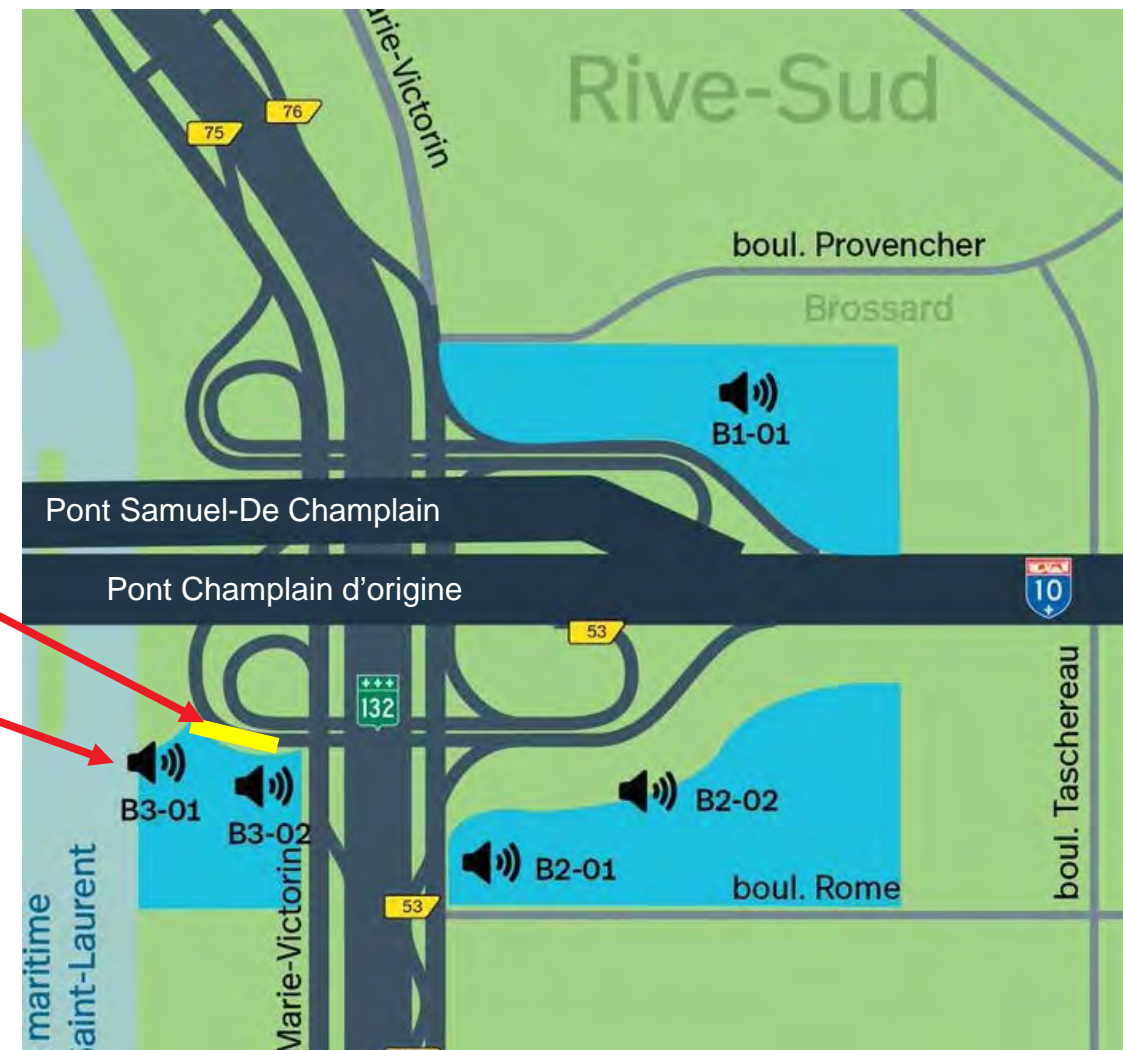 arie-Victorin
Rive-Sud
76
75
boul. Provencher
Brossard
B1-01
Pont Samuel-De Champlain
Pont Champlain d'origine
10
53
132
boul. Taschereau
B3-01
B3-02
B2-02
B2-01
boul. Rome
53
Marie-Victorin
maritime
aint-Laurent